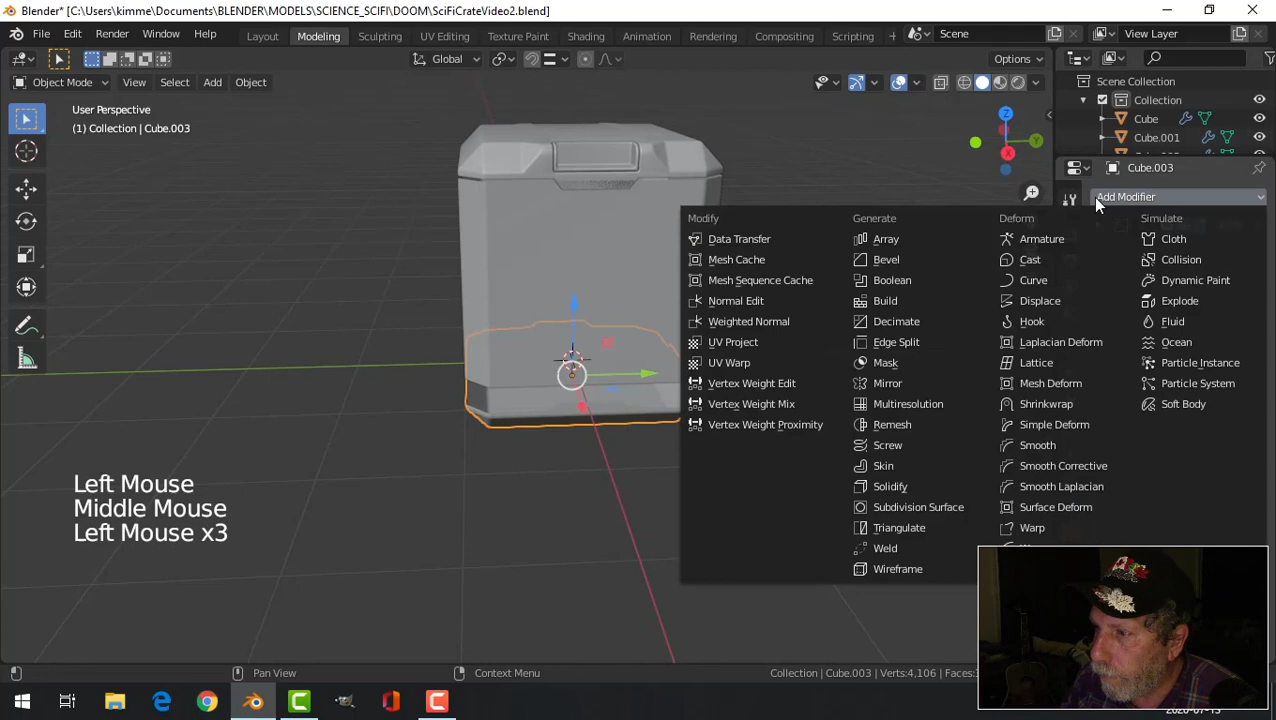 Blender* [C:\Users\kimme\Documents\BLENDER\MODELS\SCIENCE_SCIFI\DOOM\SciFiCrateVideo2.blend]
File Edit Render Window Help Layout Modeling Sculpting UV Editing Texture Paint Shading Animation Rendering Compositing Scripting Scene View Layer
Global Options
Object Mode View Select Add Object
Scene Collection
Collection
Cube
Cube.001
User Perspective
(1) Collection | Cube.003
Z
Y
X
Cube.003
Add Modifier
Modify Generate Deform Simulate
Data Transfer Array Armature Cloth
Mesh Cache Bevel Cast Collision
Mesh Sequence Cache Boolean Curve Dynamic Paint
Normal Edit Build Displace Explode
Weighted Normal Decimate Hook Fluid
UV Project Edge Split Laplacian Deform Ocean
UV Warp Mask Lattice Particle Instance
Vertex Weight Edit Mirror Mesh Deform Particle System
Vertex Weight Mix Multiresolution Shrinkwrap Soft Body
Vertex Weight Proximity Remesh Simple Deform
Screw Smooth
Skin Smooth Corrective
Solidify Smooth Laplacian
Subdivision Surface Surface Deform
Triangulate Warp
Weld
Wireframe
Left Mouse
Middle Mouse
Left Mouse x3
Pan View Context Menu Collection | Cube.003 | Verts:4,106 | Faces: